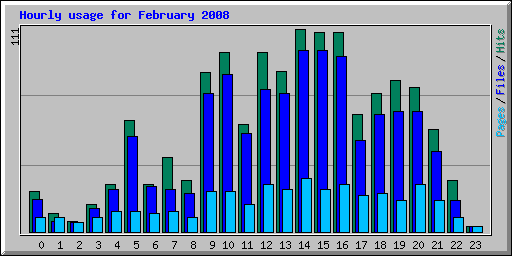 Hourly usage for February 2008
111
Pages / Files / Hits
0 1 2 3 4 5 6 7 8 9 10 11 12 13 14 15 16 17 18 19 20 21 22 23